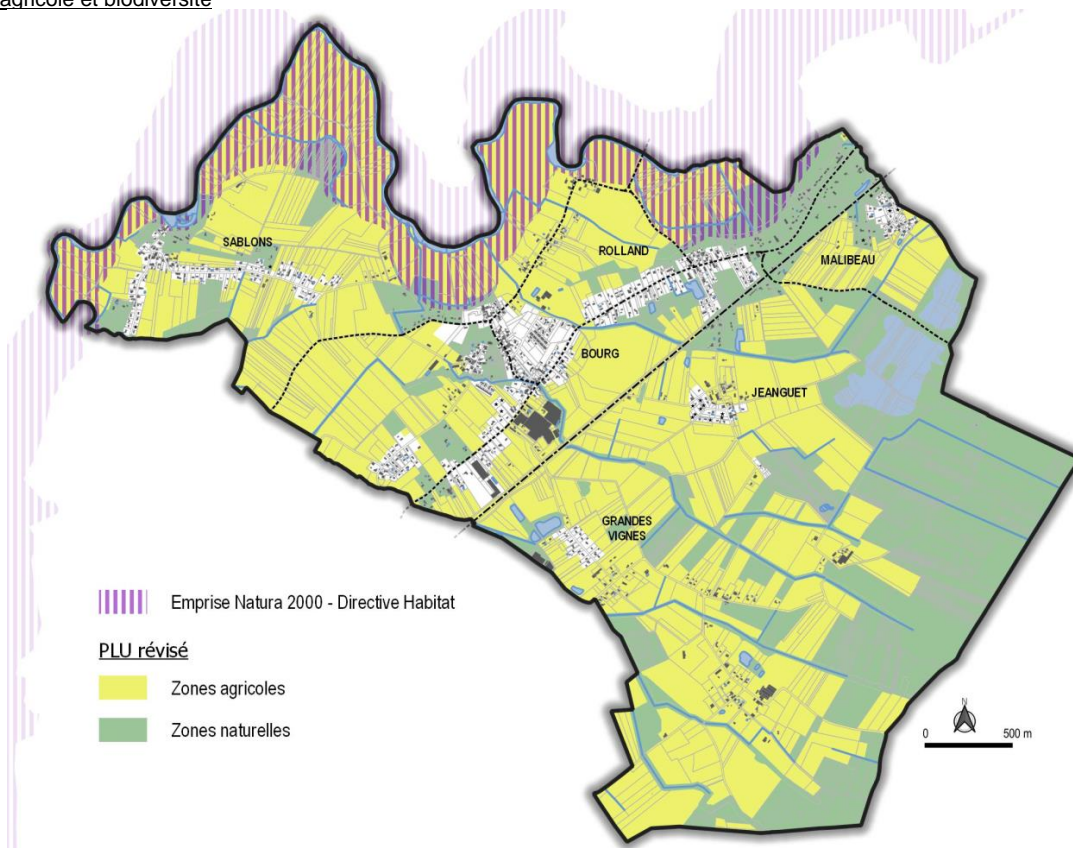 agricole et biodiversité
SABLONS
ROLLAND
MALIBEAU
BOURG
JEANGUET
GRANDES
VIGNES
Emprise Natura 2000 - Directive Habitat
PLU révisé
Zones agricoles
Zones naturelles
N
0 500 m